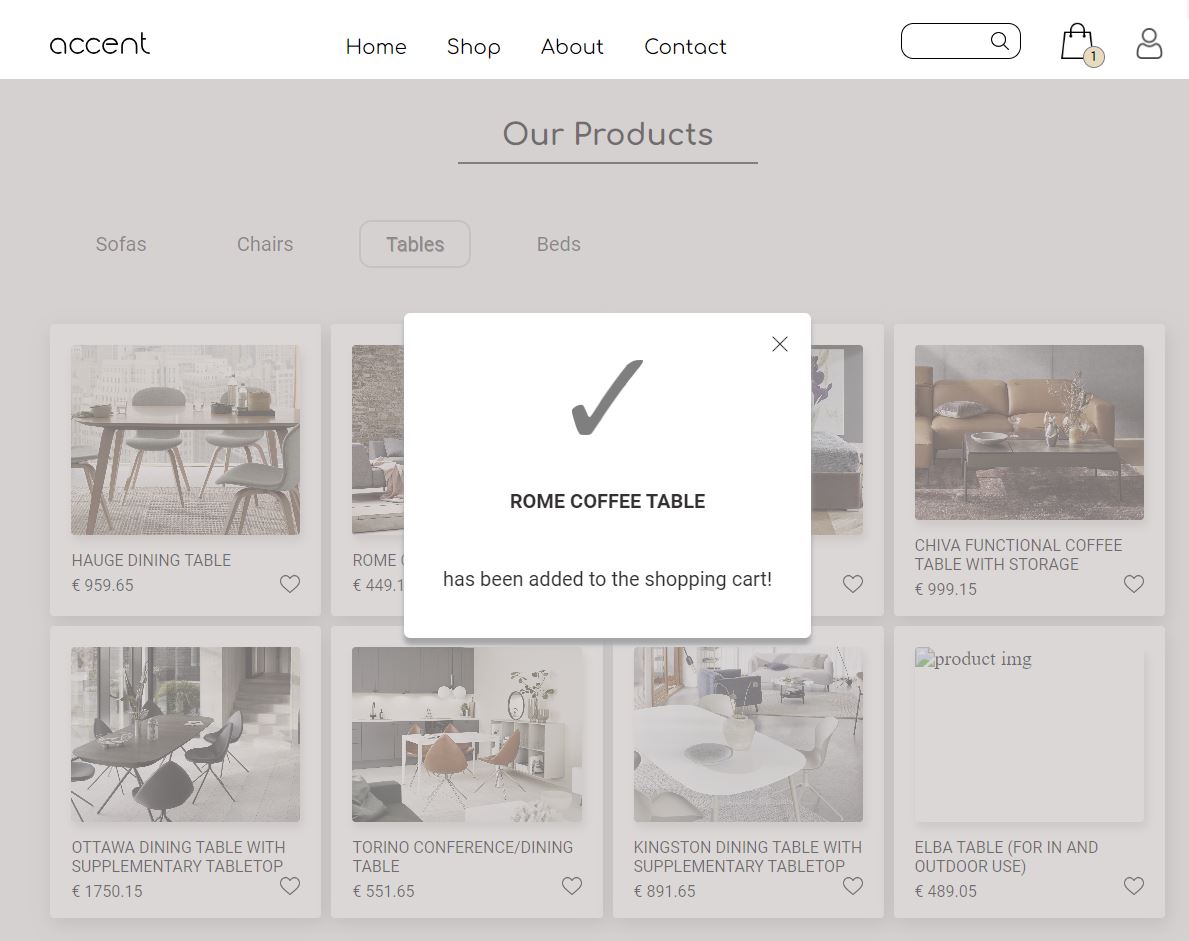 accent
Home
Shop
About
Contact
1
Our Products
Sofas
Chairs
Tables
Beds
ROME COFFEE TABLE
has been added to the shopping cart!
HAUGE DINING TABLE
€ 959.65
ROME
€ 449.1
CHIVA FUNCTIONAL COFFEE
TABLE WITH STORAGE
€ 999.15
OTTAWA DINING TABLE WITH
SUPPLEMENTARY TABLETOP
€ 1750.15
TORINO CONFERENCE/DINING
TABLE
€ 551.65
KINGSTON DINING TABLE WITH
SUPPLEMENTARY TABLETOP
€ 891.65
product img
ELBA TABLE (FOR IN AND
OUTDOOR USE)
€ 489.05